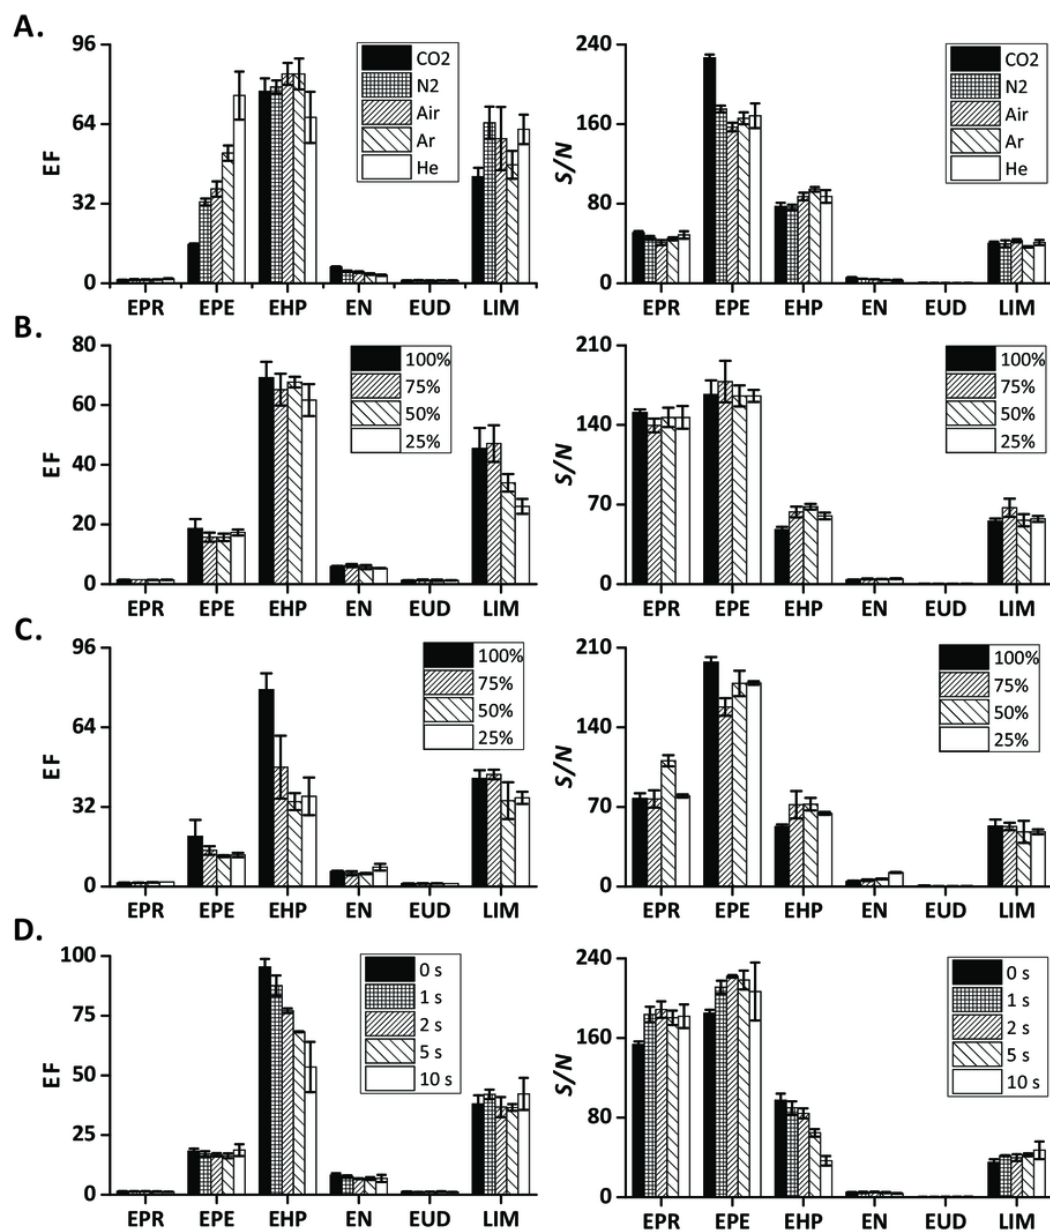 A.
EF
96
64
32
0
CO2
N2
Air
Ar
He
EPR EPE EHP EN EUD LIM
S/N
240
160
80
0
CO2
N2
Air
Ar
He
EPR EPE EHP EN EUD LIM
B.
EF
80
60
40
20
0
100%
75%
50%
25%
EPR EPE EHP EN EUD LIM
S/N
210
140
70
0
100%
75%
50%
25%
EPR EPE EHP EN EUD LIM
C.
EF
96
64
32
0
100%
75%
50%
25%
EPR EPE EHP EN EUD LIM
S/N
210
140
70
0
100%
75%
50%
25%
EPR EPE EHP EN EUD LIM
D.
EF
100
75
50
25
0
0 s
1 s
2 s
5 s
10 s
EPR EPE EHP EN EUD LIM
S/N
240
160
80
0
0 s
1 s
2 s
5 s
10 s
EPR EPE EHP EN EUD LIM